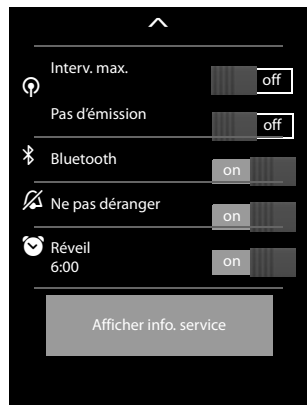 Interv. max.
off
Pas d'émission
off
Bluetooth
on
Ne pas déranger
on
Réveil
6:00
on
Afficher info. service